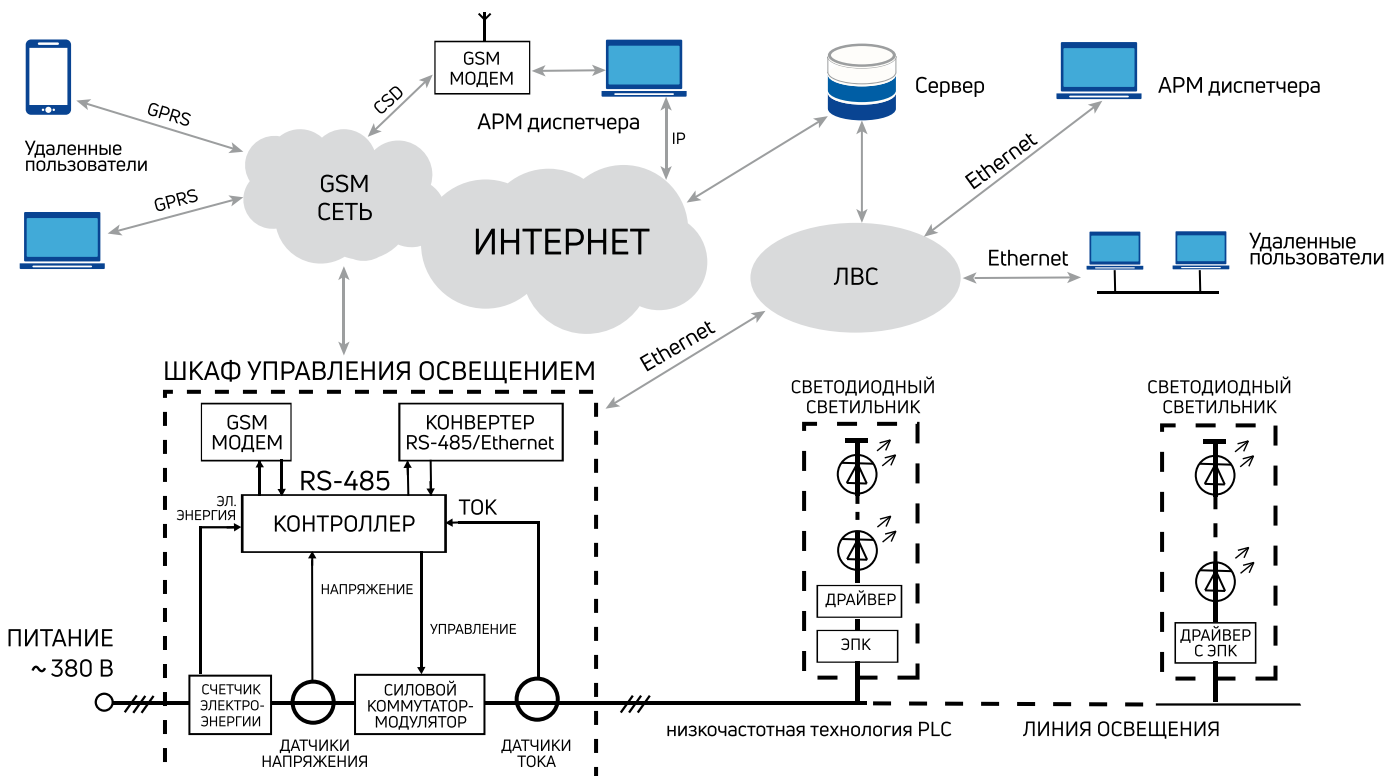 GSM
МОДЕМ
CSD
GPRS
Удаленные
пользователи
GPRS
GSM
СЕТЬ
АРМ диспетчера
IP
ИНТЕРНЕТ
Сервер
АРМ диспетчера
Ethernet
ЛВС
Ethernet
Удаленные
пользователи
Ethernet
ШКАФ УПРАВЛЕНИЯ ОСВЕЩЕНИЕМ
GSM
МОДЕМ
КОНВЕРТЕР
RS-485/Ethernet
RS-485
ЭЛ.
ЭНЕРГИЯ
КОНТРОЛЛЕР
ТОК
НАПРЯЖЕНИЕ
УПРАВЛЕНИЕ
ПИТАНИЕ
~ 380 В
СЧЕТЧИК
ЭЛЕКТРО-
ЭНЕРГИИ
СИЛОВОЙ
КОММУТАТОР-
МОДУЛЯТОР
ДАТЧИКИ
НАПРЯЖЕНИЯ
ДАТЧИКИ
ТОКА
СВЕТОДИОДНЫЙ
СВЕТИЛЬНИК
ДРАЙВЕР
ЭПК
СВЕТОДИОДНЫЙ
СВЕТИЛЬНИК
ДРАЙВЕР
С ЭПК
низкочастотная технология PLC
ЛИНИЯ ОСВЕЩЕНИЯ